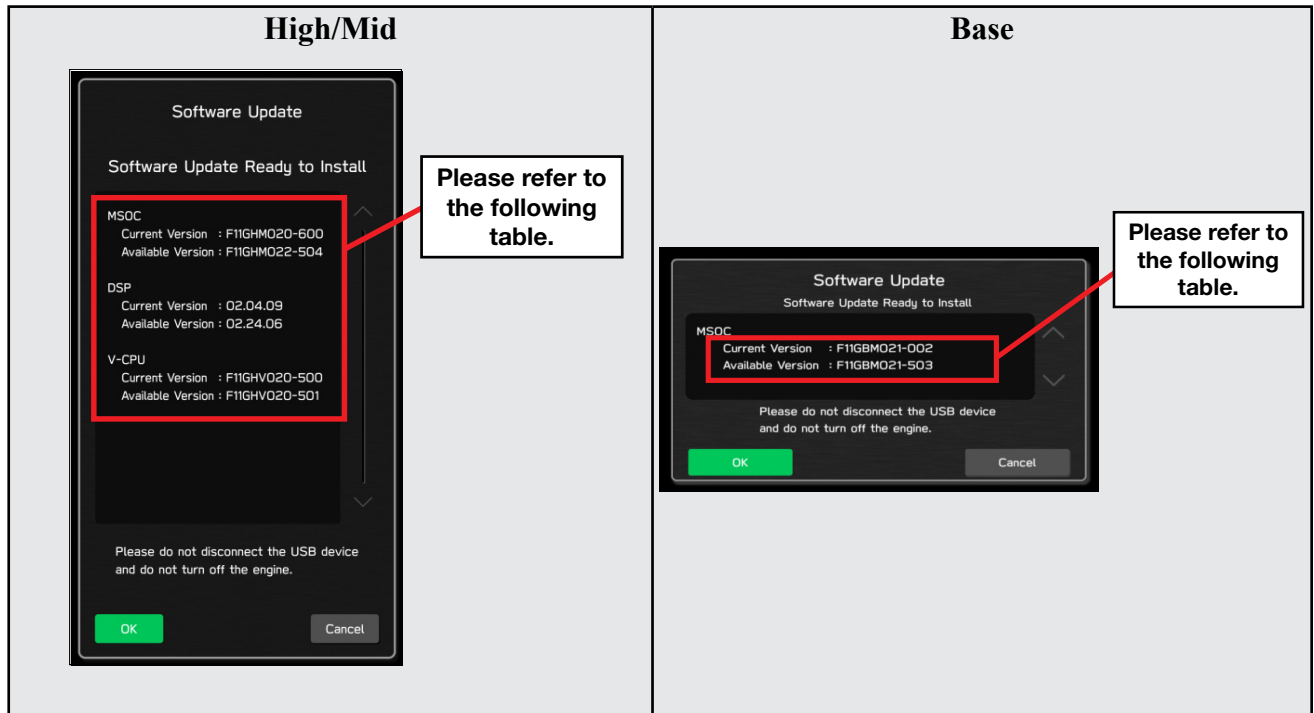 High/Mid
Software Update
Software Update Ready to Install
MSOC
Current Version : F11GHM020-600
Available Version : F11GHM022-504
DSP
Current Version : 02.04.09
Available Version : 02.24.06
V-CPU
Current Version : F11GHV020-500
Available Version : F11GHV020-501
Please do not disconnect the USB device
and do not turn off the engine.
OK
Cancel
Please refer to
the following
table.
Base
Software Update
Software Update Ready to Install
MSOC
Current Version : F11GBM021-002
Available Version : F11GBM021-503
Please do not disconnect the USB device
and do not turn off the engine.
OK
Cancel
Please refer to
the following
table.